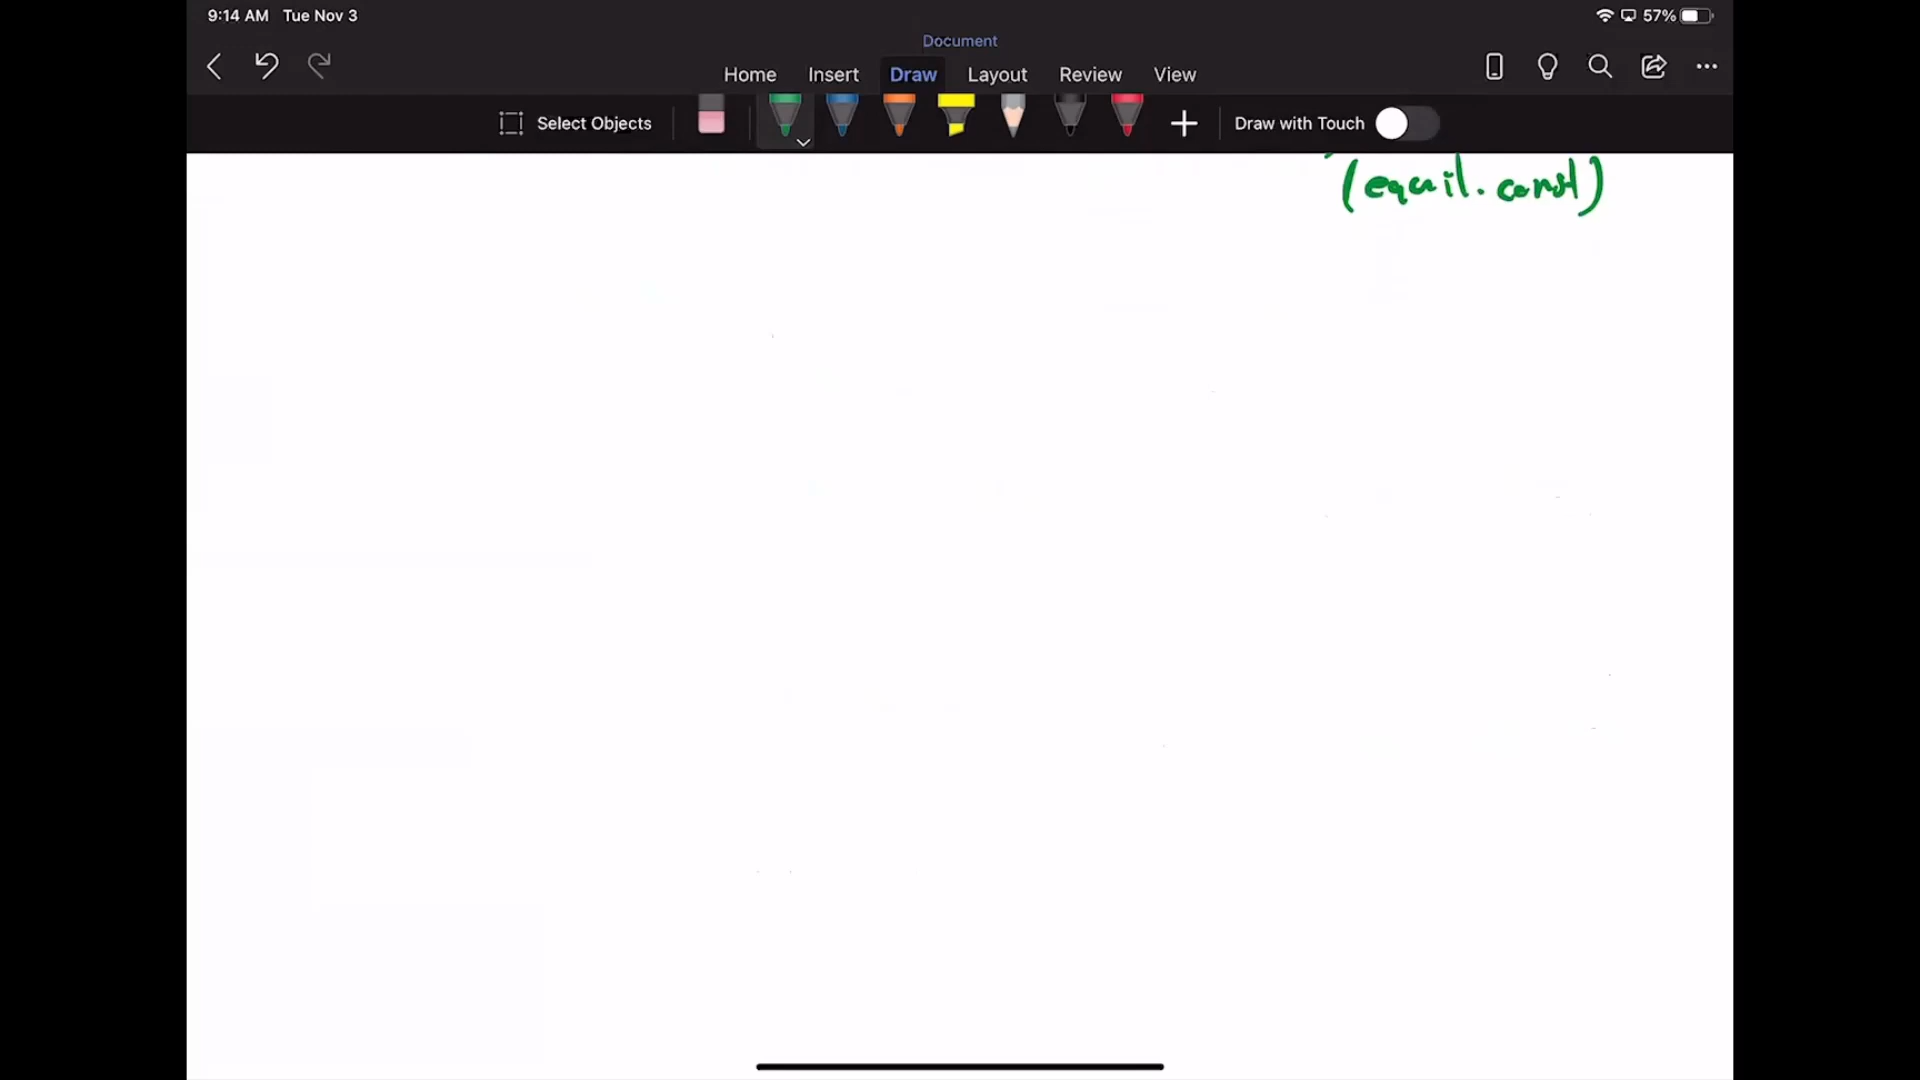 9:14 AM Tue Nov 3
57%
Document
Home Insert Draw Layout Review View
Select Objects
Draw with Touch
(equil. const)